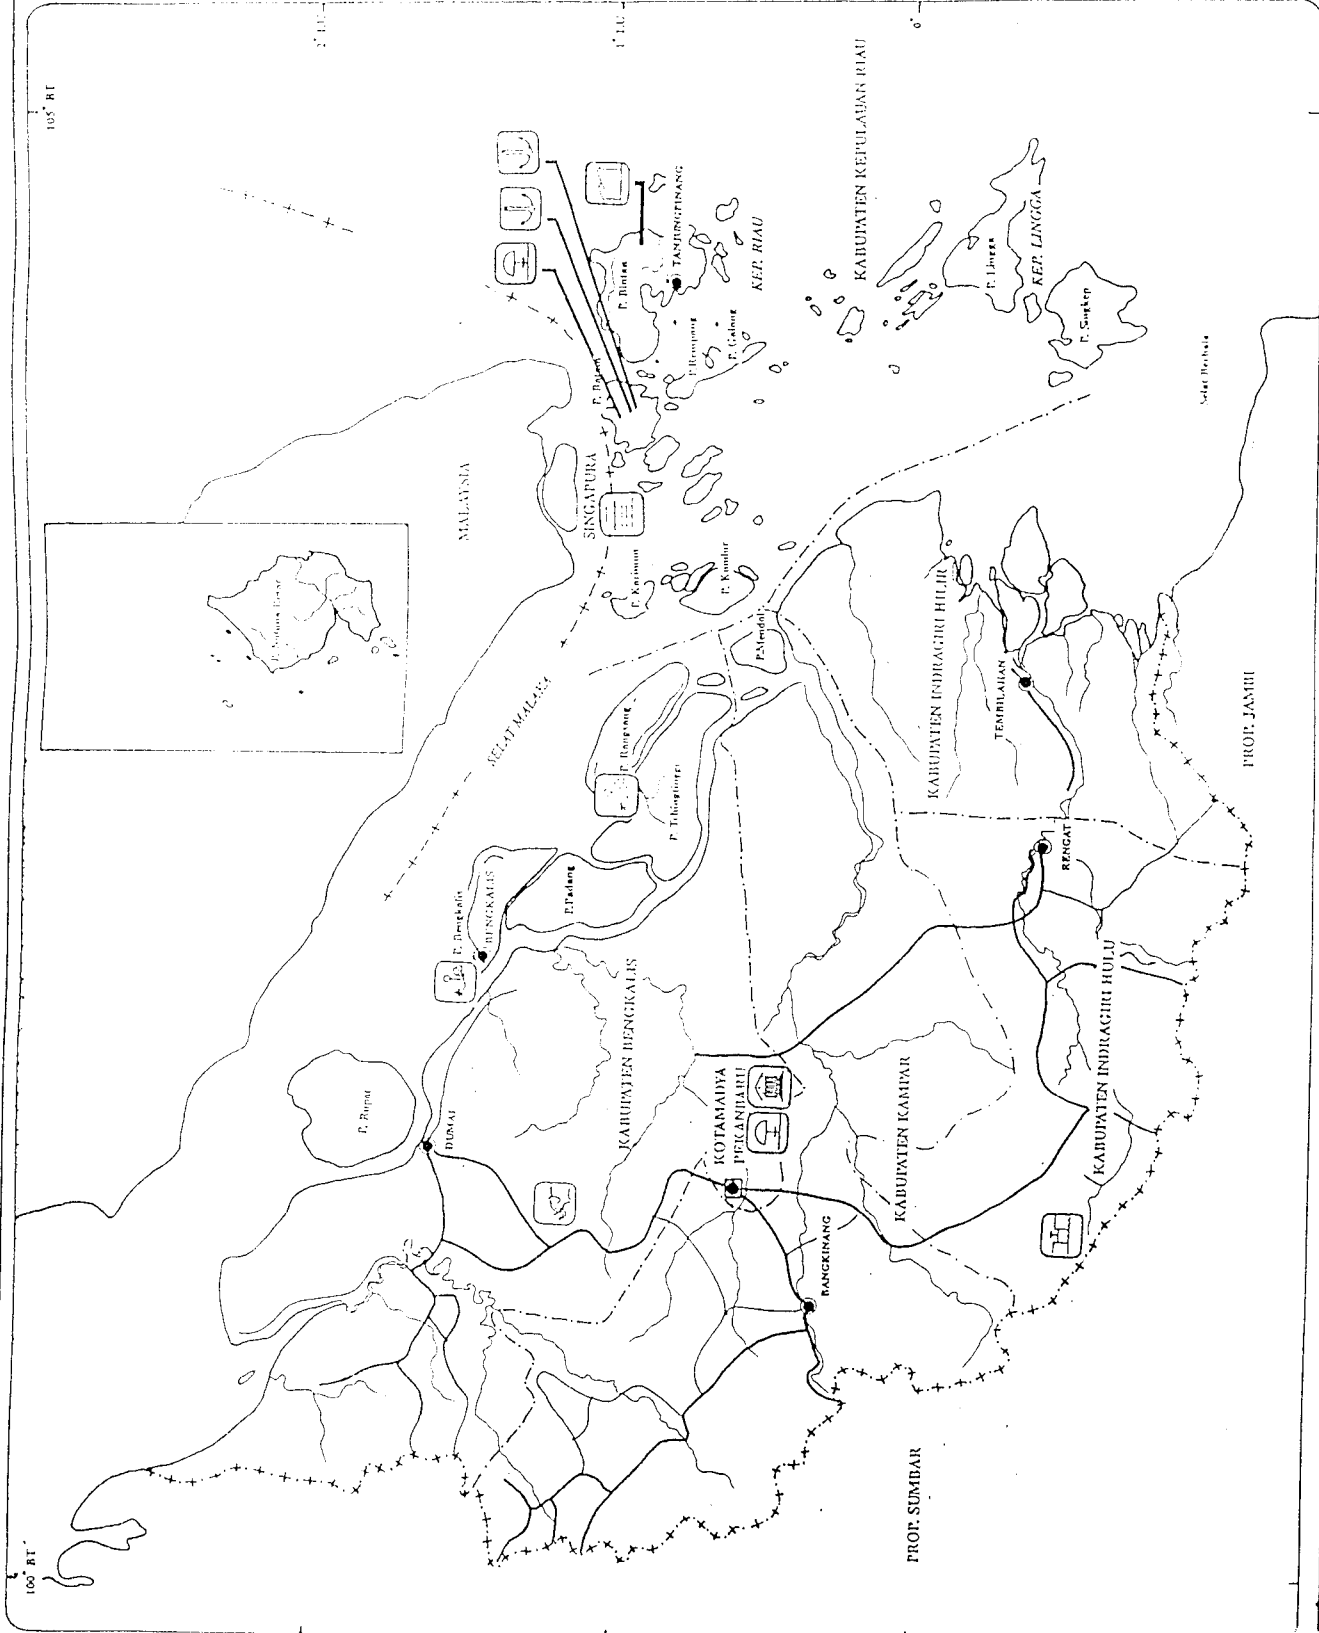 105° BT
2° LU
1° LU
0°
MALAYSIA
SINGAPURA
SELAT MALAKA
P. Batam
P. Bintan
TANJUNGPINANG
P. Rempang
P. Galang
KEP. RIAU
KABUPATEN KEPULAUAN RIAU
P. Lingga
KEP. LINGGA
P. Singkep
Selat Berhala
P. Karimun
P. Kundur
P. Mendol
P. Rangsang
P. Tebingtinggi
P. Padang
P. Bengkalis
BENGKALIS
P. Rupat
DUMAI
KABUPATEN BENGKALIS
KABUPATEN INDRAGIRI HILIR
TEMBILAHAN
PROP. JAMBI
RENGAT
KABUPATEN INDRAGIRI HULU
KOTAMADYA
PEKANBARU
KABUPATEN KAMPAR
BANGKINANG
PROP. SUMBAR
100° BT